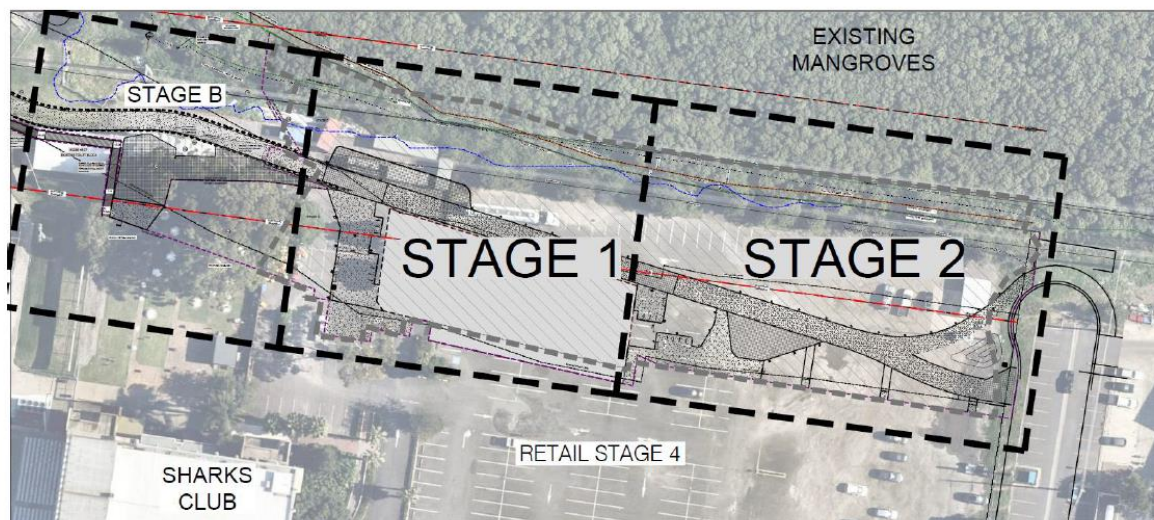 EXISTING
MANGROVES
STAGE B
STAGE 1
STAGE 2
RETAIL STAGE 4
SHARKS
CLUB